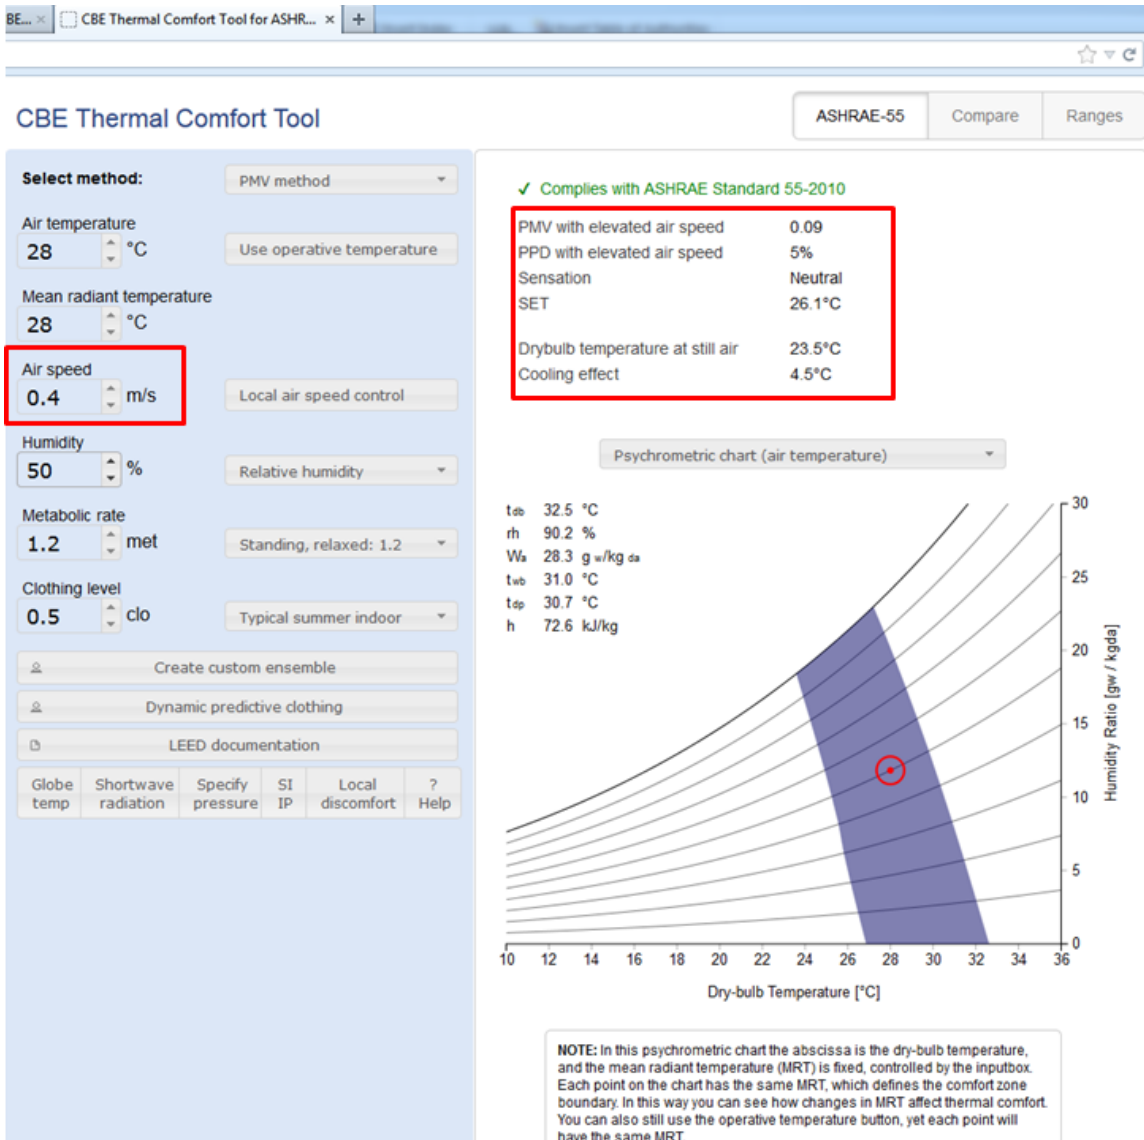 BE...
CBE Thermal Comfort Tool for ASHR...
CBE Thermal Comfort Tool
ASHRAE-55
Compare
Ranges
Select method:
PMV method
Air temperature
28 °C
Use operative temperature
Mean radiant temperature
28 °C
Air speed
0.4 m/s
Local air speed control
Humidity
50 %
Relative humidity
Metabolic rate
1.2 met
Standing, relaxed: 1.2
Clothing level
0.5 clo
Typical summer indoor
Create custom ensemble
Dynamic predictive clothing
LEED documentation
Globe temp
Shortwave radiation
Specify pressure
SI IP
Local discomfort
? Help
✓ Complies with ASHRAE Standard 55-2010
PMV with elevated air speed 0.09
PPD with elevated air speed 5%
Sensation Neutral
SET 26.1°C
Drybulb temperature at still air 23.5°C
Cooling effect 4.5°C
Psychrometric chart (air temperature)
tdb 32.5 °C
rh 90.2 %
Wa 28.3 g w/kg da
twb 31.0 °C
tdp 30.7 °C
h 72.6 kJ/kg
30
25
20
15
10
5
0
Humidity Ratio [gw / kgda]
10 12 14 16 18 20 22 24 26 28 30 32 34 36
Dry-bulb Temperature [°C]
NOTE: In this psychrometric chart the abscissa is the dry-bulb temperature,
and the mean radiant temperature (MRT) is fixed, controlled by the inputbox.
Each point on the chart has the same MRT, which defines the comfort zone
boundary. In this way you can see how changes in MRT affect thermal comfort.
You can also still use the operative temperature button, yet each point will
have the same MRT.